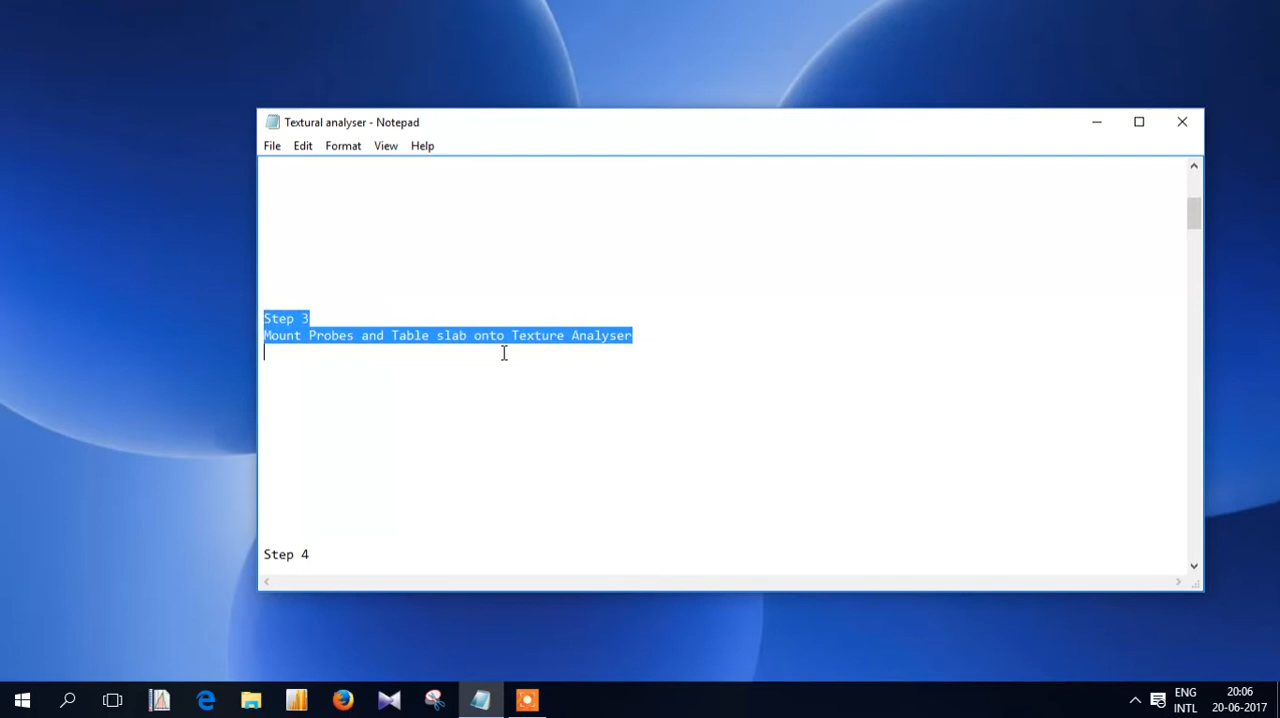 Textural analyser - Notepad
File Edit Format View Help
Step 3
Mount Probes and Table slab onto Texture Analyser
Step 4
ENG
INTL
20:06
20-06-2017